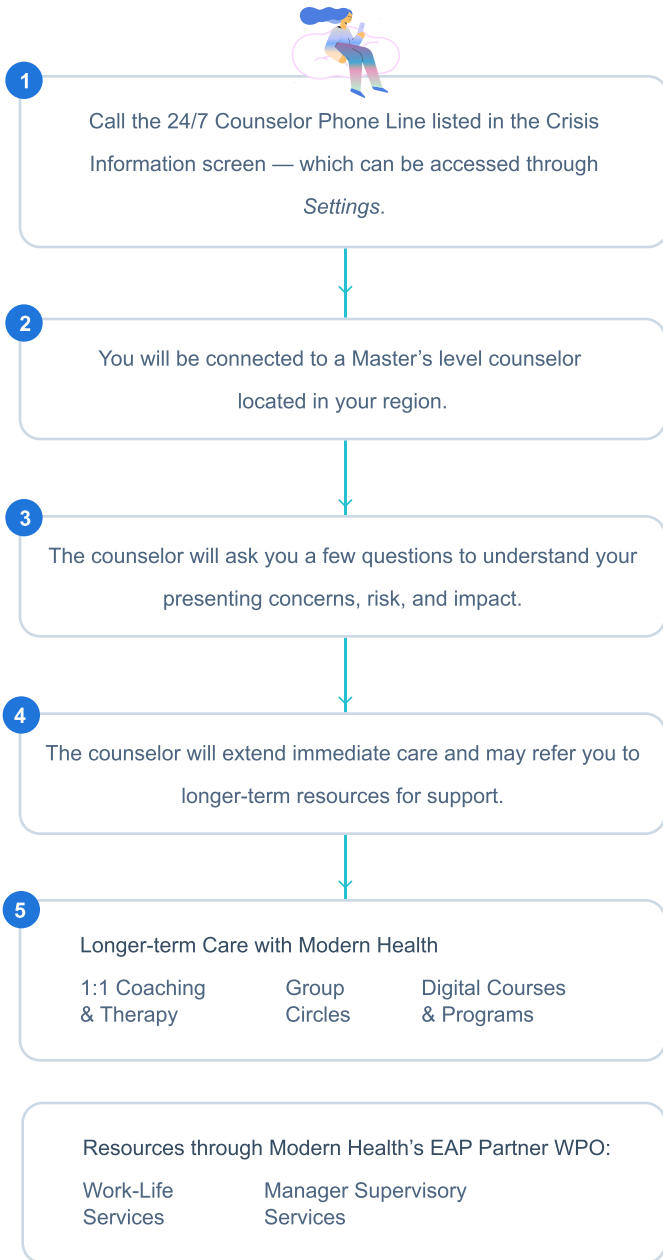 1
Call the 24/7 Counselor Phone Line listed in the Crisis
Information screen — which can be accessed through
Settings.
2
You will be connected to a Master’s level counselor
located in your region.
3
The counselor will ask you a few questions to understand your
presenting concerns, risk, and impact.
4
The counselor will extend immediate care and may refer you to
longer-term resources for support.
5
Longer-term Care with Modern Health
1:1 Coaching
& Therapy
Group
Circles
Digital Courses
& Programs
Resources through Modern Health’s EAP Partner WPO:
Work-Life
Services
Manager Supervisory
Services